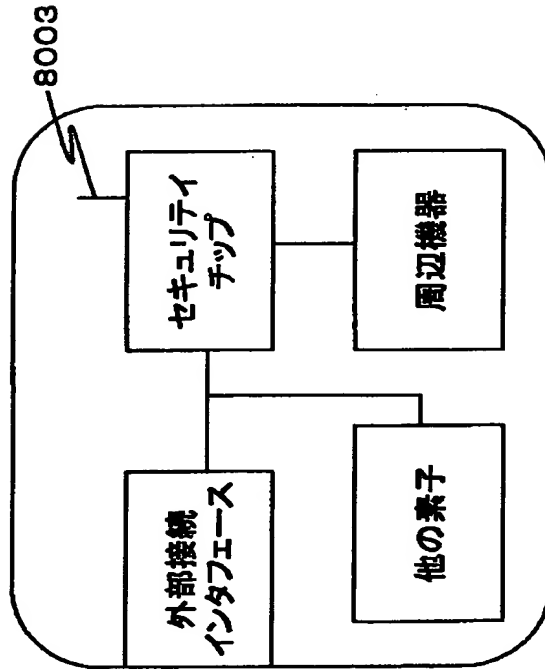 8003
セキュリティ
チップ
周辺機器
外部接続
インタフェース
他の素子